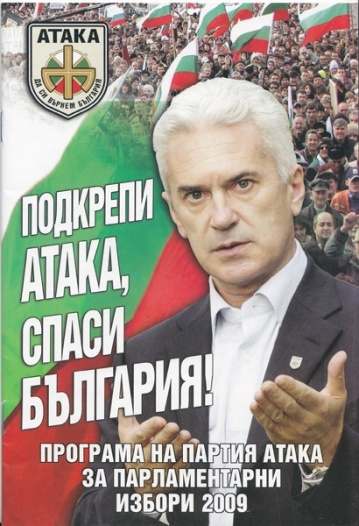 АТАКА
ДА СИ ВЪРНЕМ БЪЛГАРИЯ
ПОДКРЕПИ
АТАКА,
СПАСИ
БЪЛГАРИЯ!
ПРОГРАМА НА ПАРТИЯ АТАКА
ЗА ПАРЛАМЕНТАРНИ
ИЗБОРИ 2009